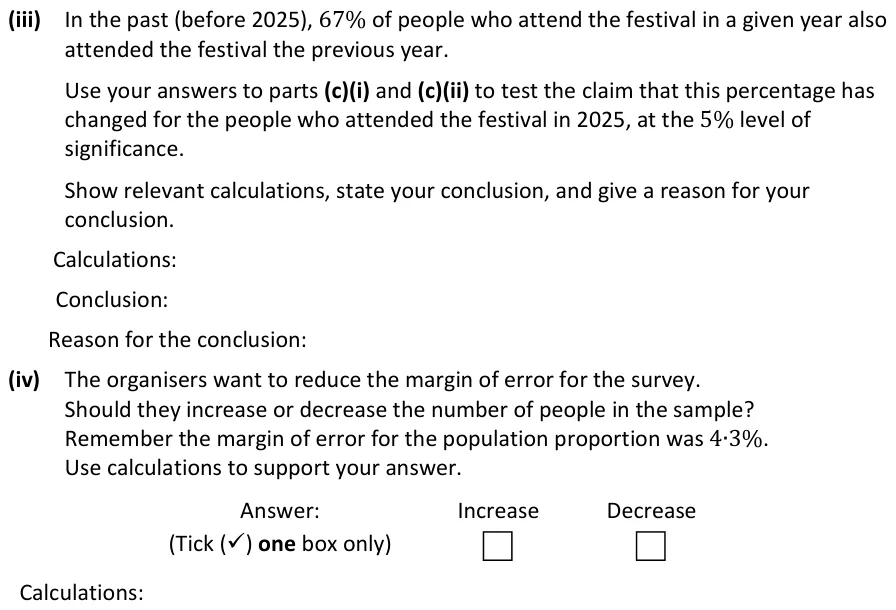 (iii) In the past (before 2025), 67% of people who attend the festival in a given year also
attended the festival the previous year.
Use your answers to parts (c)(i) and (c)(ii) to test the claim that this percentage has
changed for the people who attended the festival in 2025, at the 5% level of
significance.
Show relevant calculations, state your conclusion, and give a reason for your
conclusion.
Calculations:
Conclusion:
Reason for the conclusion:
(iv) The organisers want to reduce the margin of error for the survey.
Should they increase or decrease the number of people in the sample?
Remember the margin of error for the population proportion was 4·3%.
Use calculations to support your answer.
Answer: Increase Decrease
(Tick (✓) one box only)
Calculations: